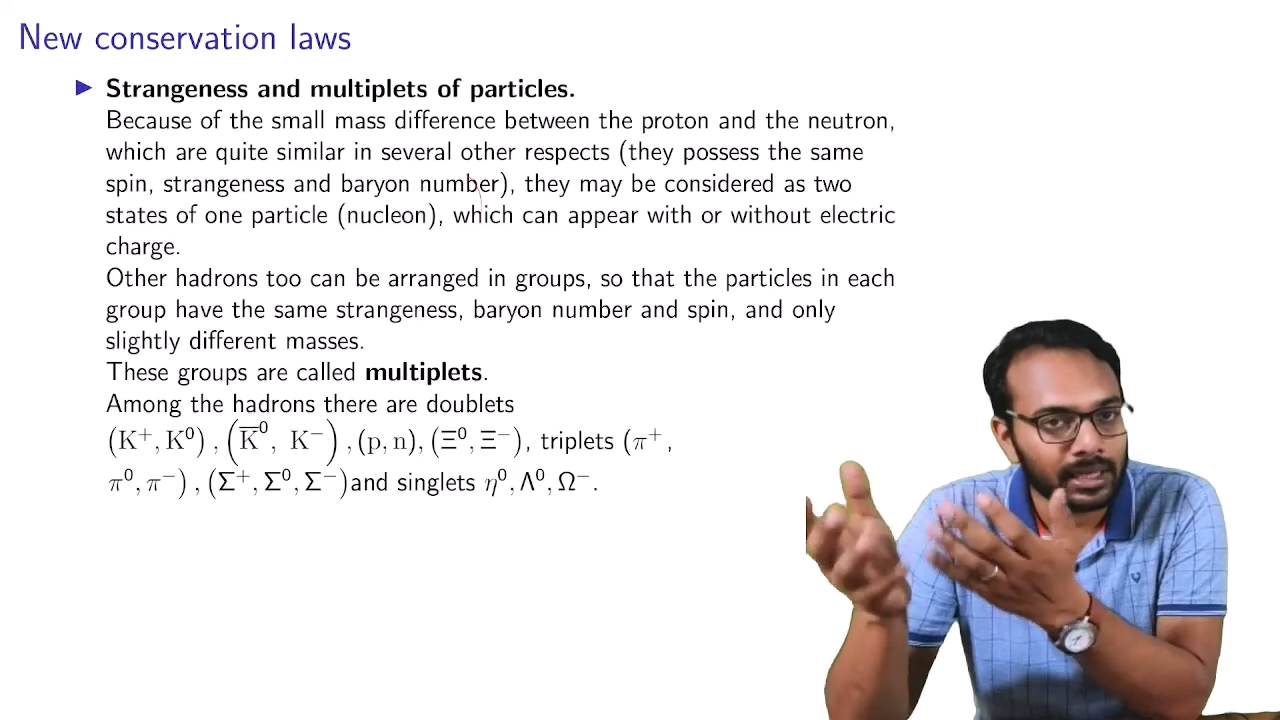 New conservation laws
▶ Strangeness and multiplets of particles.
Because of the small mass difference between the proton and the neutron,
which are quite similar in several other respects (they possess the same
spin, strangeness and baryon number), they may be considered as two
states of one particle (nucleon), which can appear with or without electric
charge.
Other hadrons too can be arranged in groups, so that the particles in each
group have the same strangeness, baryon number and spin, and only
slightly different masses.
These groups are called multiplets.
Among the hadrons there are doublets
(K⁺, K⁰), (K̅⁰, K⁻), (p, n), (Ξ⁰, Ξ⁻), triplets (π⁺,
π⁰, π⁻), (Σ⁺, Σ⁰, Σ⁻)and singlets η⁰, Λ⁰, Ω⁻.